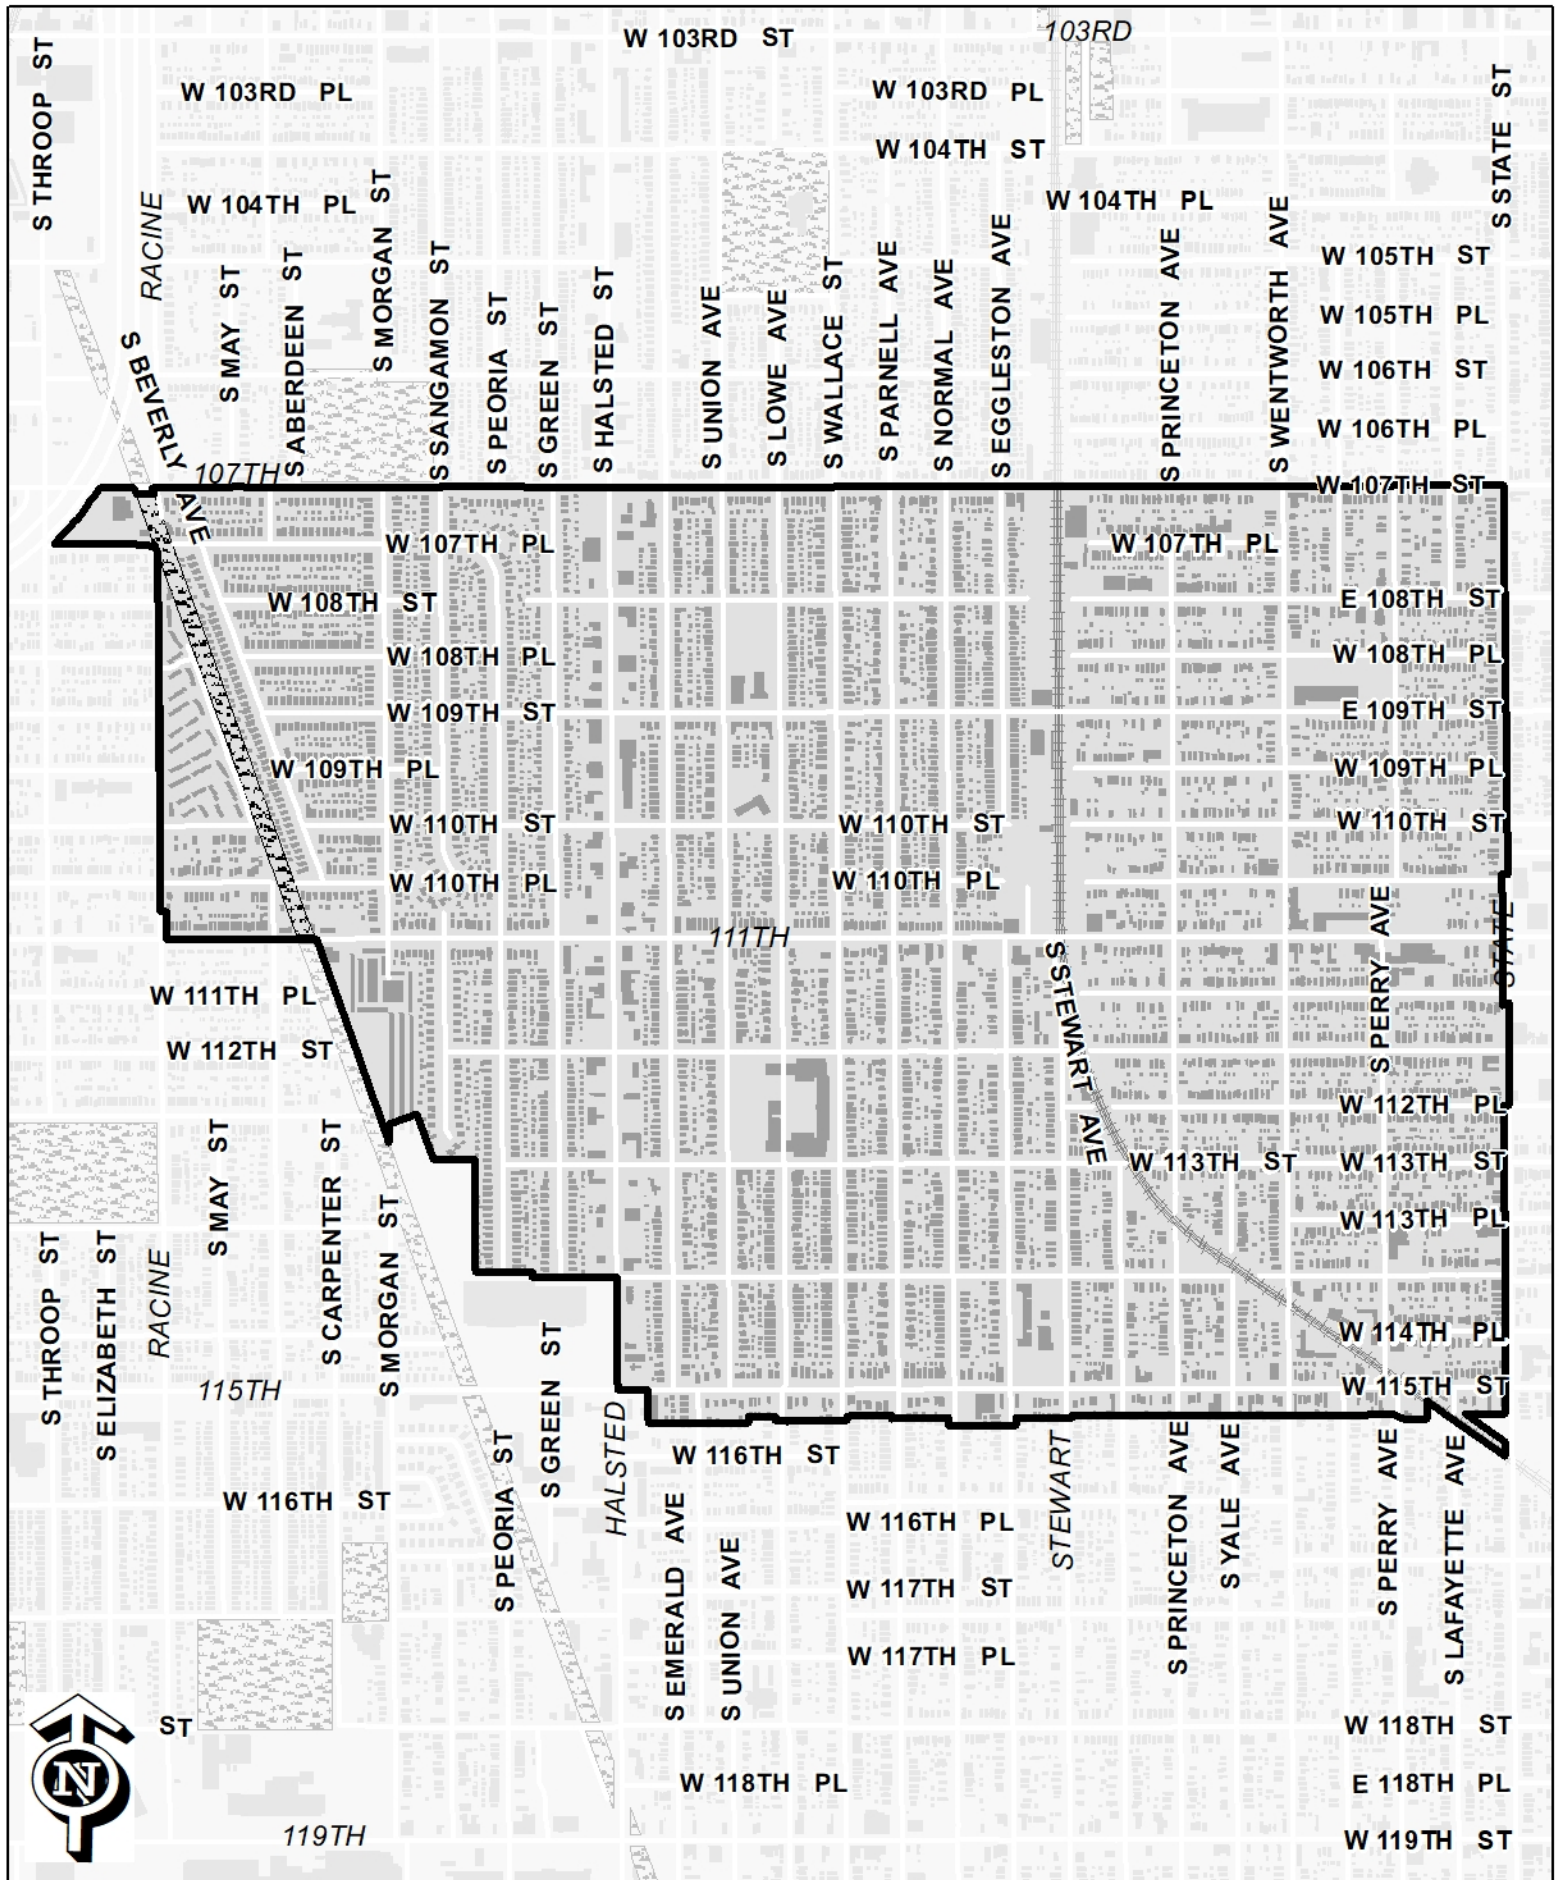 W 103RD ST
103RD
S THROOP ST
W 103RD PL
W 103RD PL
S STATE ST
W 104TH ST
RACINE
W 104TH PL
S MORGAN ST
W 104TH PL
S MAY ST
S ABERDEEN ST
S SANGAMON ST
S PEORIA ST
S GREEN ST
S HALSTED ST
S UNION AVE
S LOWE AVE
S WALLACE ST
S PARNELL AVE
S NORMAL AVE
S EGGLESTON AVE
S PRINCETON AVE
S WENTWORTH AVE
W 105TH ST
W 105TH PL
W 106TH ST
W 106TH PL
S BEVERLY AVE
107TH
W 107TH ST
W 107TH PL
W 107TH PL
W 108TH ST
E 108TH ST
W 108TH PL
W 108TH PL
W 109TH ST
E 109TH ST
W 109TH PL
W 109TH PL
W 110TH ST
W 110TH ST
W 110TH ST
W 110TH PL
W 110TH PL
111TH
S PERRY AVE
STATE
S STEWART AVE
W 111TH PL
W 112TH ST
W 112TH PL
S MAY ST
S CARPENTER ST
S MORGAN ST
W 113TH ST
W 113TH ST
W 113TH PL
S THROOP ST
S ELIZABETH ST
RACINE
W 114TH PL
115TH
W 115TH ST
S GREEN ST
S PEORIA ST
HALSTED
W 116TH ST
STEWART
S PRINCETON AVE
S YALE AVE
S PERRY AVE
S LAFAYETTE AVE
W 116TH ST
S EMERALD AVE
S UNION AVE
W 116TH PL
W 117TH ST
W 117TH PL
N
ST
W 118TH ST
W 118TH PL
E 118TH PL
119TH
W 119TH ST